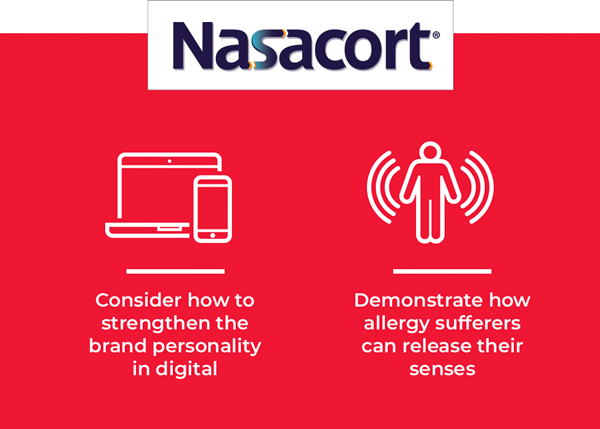 Nasacort®
Consider how to
strengthen the
brand personality
in digital
Demonstrate how
allergy sufferers
can release their
senses